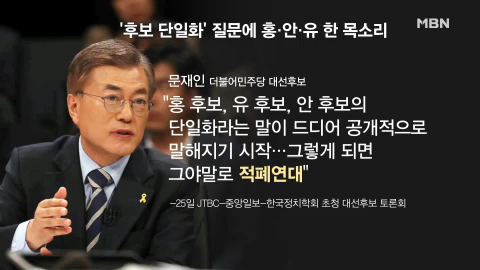 MBN
'후보 단일화' 질문에 홍·안·유 한 목소리
문재인 더불어민주당 대선후보
"홍 후보, 유 후보, 안 후보의
단일화라는 말이 드디어 공개적으로
말해지기 시작…그렇게 되면
그야말로 적폐연대"
-25일 JTBC-중앙일보-한국정치학회 초청 대선후보 토론회